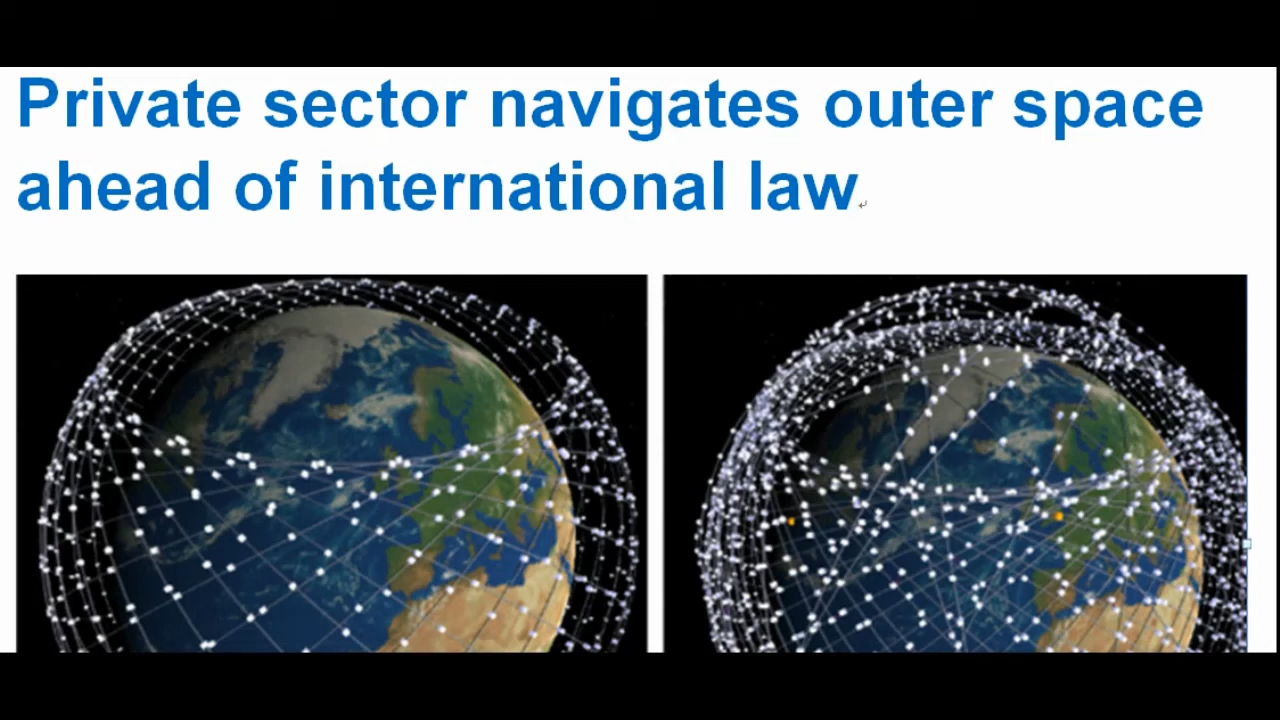 Private sector navigates outer space
ahead of international law